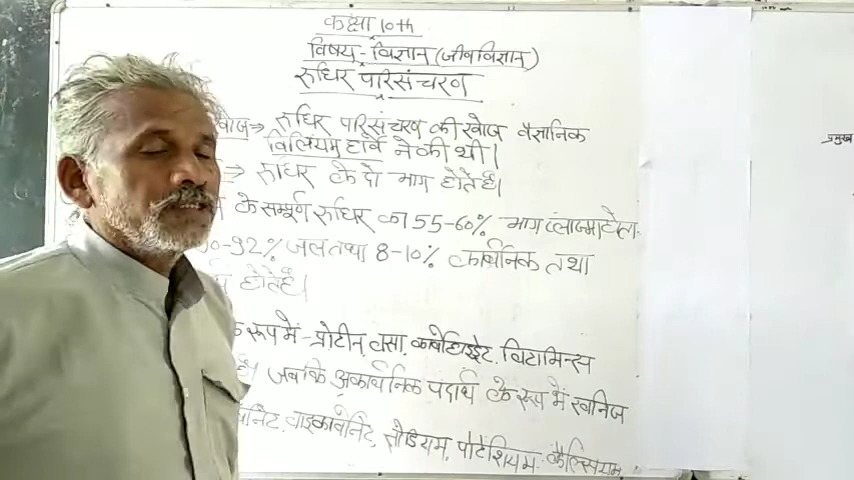 कक्षा 10th
विषय - विज्ञान (जीवविज्ञान)
रुधिर परिसंचरण
खोज ⇒ रुधिर परिसंचरण की खोज वैज्ञानिक
विलियम हार्वे ने की थी।
⇒ रुधिर के दो भाग होते हैं।
के सम्पूर्ण रुधिर का 55-60% भाग प्लाज्मा होता
90-92% जल तथा 8-10% कार्बनिक तथा
होते हैं।
रूप में - प्रोटीन, वसा, कार्बोहाइड्रेट, विटामिन्स
जबकि अकार्बनिक पदार्थ के रूप में खनिज
बाइकार्बोनेट, सोडियम, पोटेशियम, कैल्सियम
प्रमुख